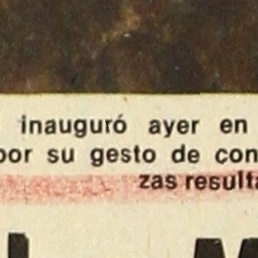 inauguró ayer en
por su gesto de con
zas resulta